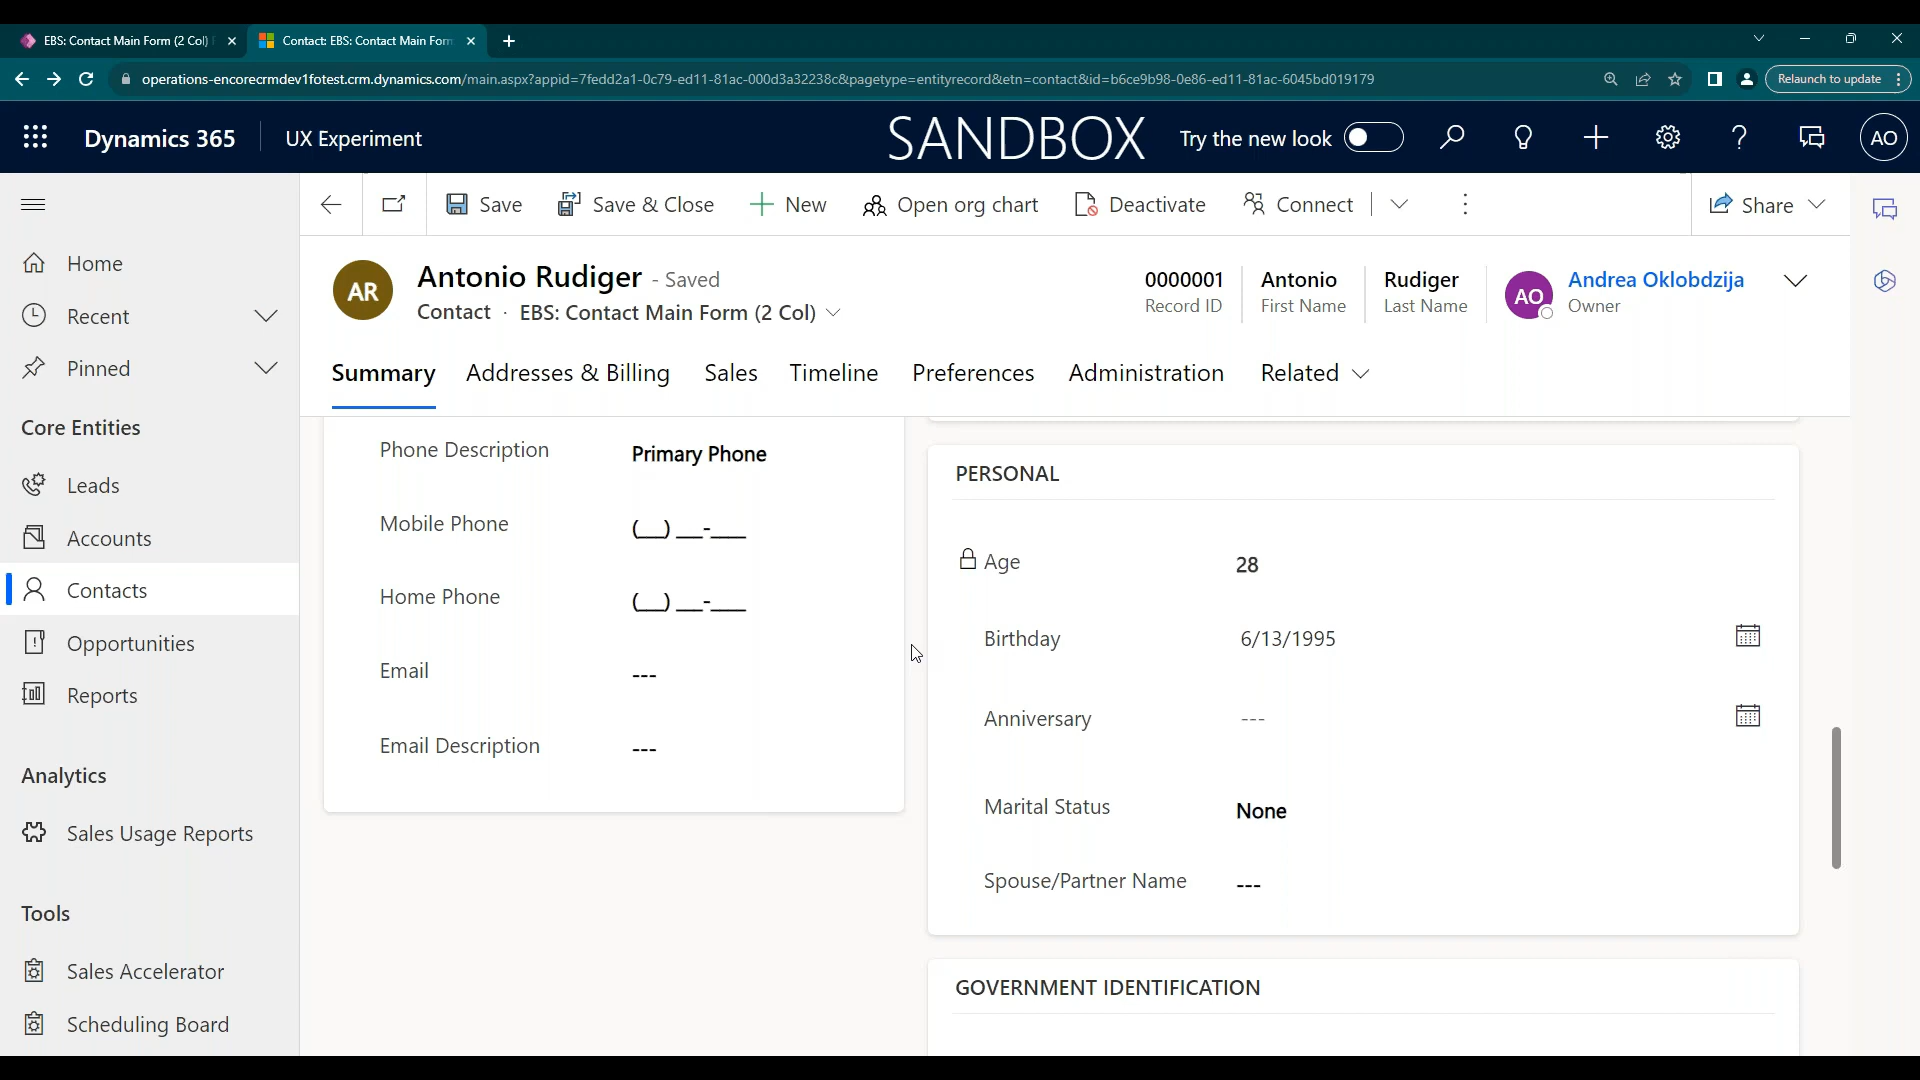 EBS: Contact Main Form (2 Col)
Contact: EBS: Contact Main Form
operations-encorecrmdev1fotest.crm.dynamics.com/main.aspx?appid=7fedd2a1-0c79-ed11-81ac-000d3a32238c&pagetype=entityrecord&etn=contact&id=b6ce9b98-0e86-ed11-81ac-6045bd019179
Relaunch to update
Dynamics 365
UX Experiment
SANDBOX
Try the new look
AO
Save
Save & Close
New
Open org chart
Deactivate
Connect
Share
Home
Recent
Pinned
Core Entities
Leads
Accounts
Contacts
Opportunities
Reports
Analytics
Sales Usage Reports
Tools
Sales Accelerator
Scheduling Board
AR
Antonio Rudiger - Saved
Contact · EBS: Contact Main Form (2 Col)
0000001
Record ID
Antonio
First Name
Rudiger
Last Name
AO
Andrea Oklobdzija
Owner
Summary
Addresses & Billing
Sales
Timeline
Preferences
Administration
Related
Phone Description Primary Phone
Mobile Phone (__) __-___
Home Phone (__) __-___
Email ---
Email Description ---
PERSONAL
Age 28
Birthday 6/13/1995
Anniversary ---
Marital Status None
Spouse/Partner Name ---
GOVERNMENT IDENTIFICATION